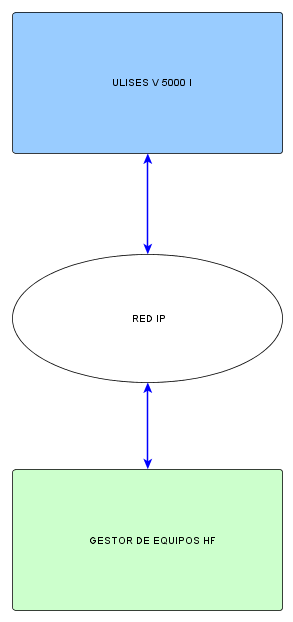 ULISES V 5000 I
RED IP
GESTOR DE EQUIPOS HF